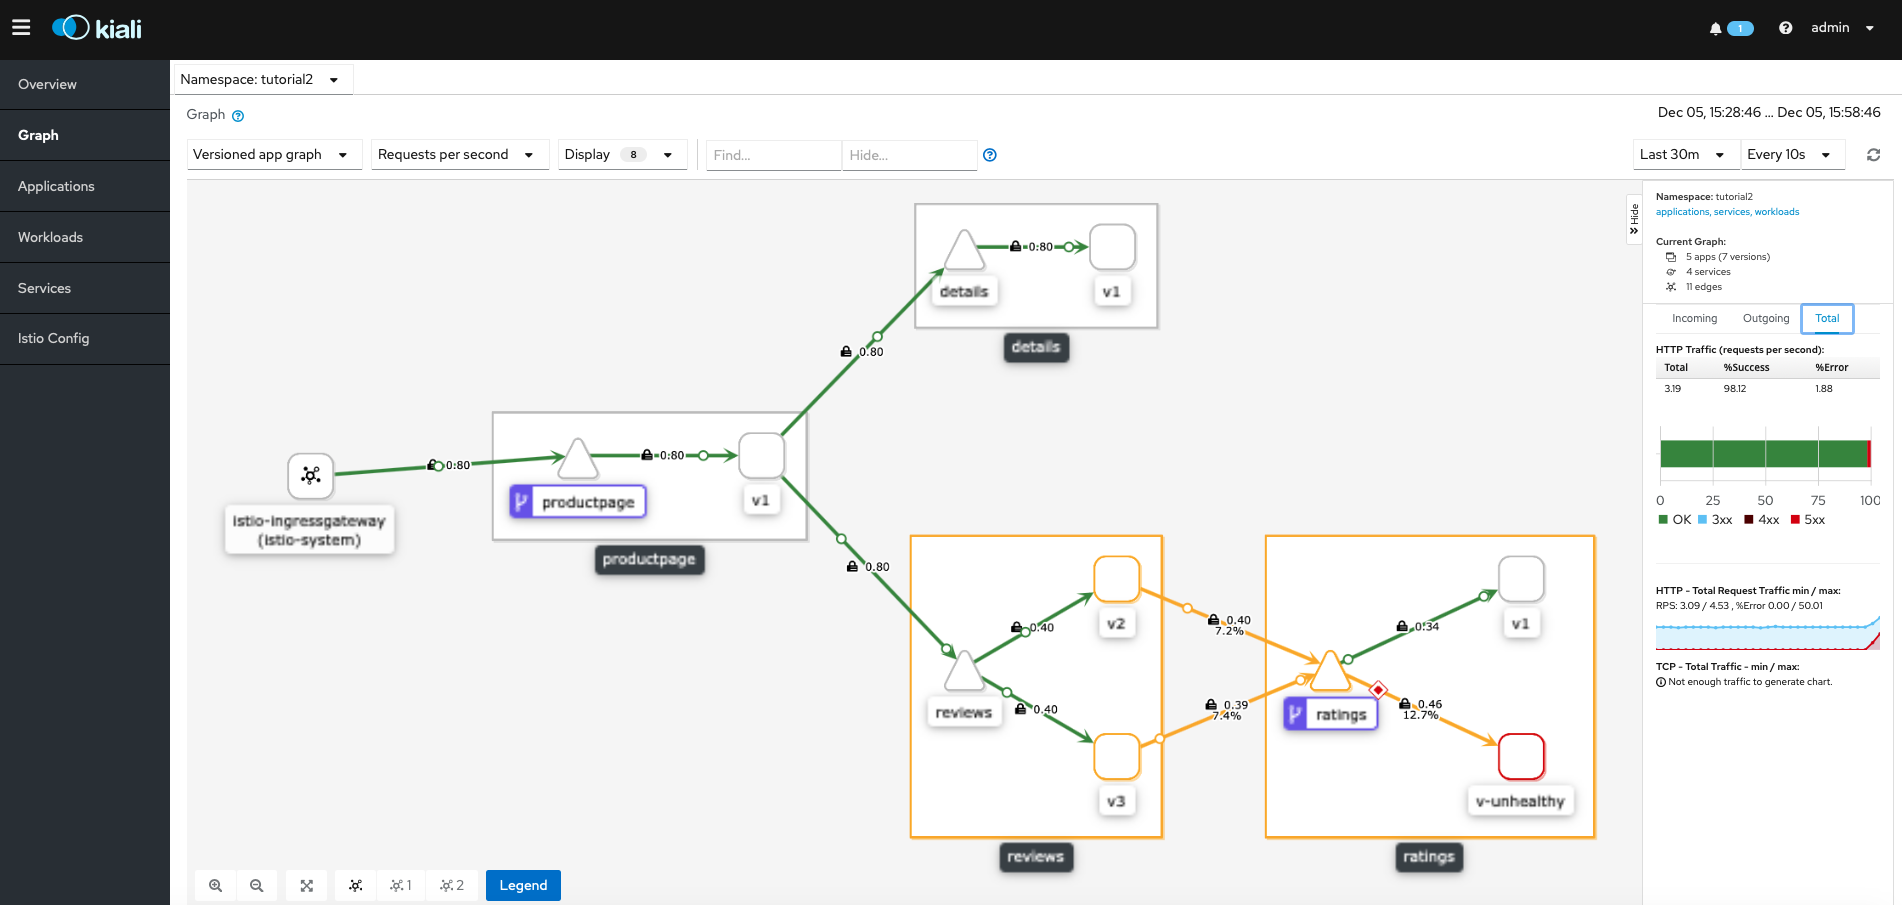 kiali
1
admin
Overview
Graph
Applications
Workloads
Services
Istio Config
Namespace: tutorial2
Graph
Dec 05, 15:28:46 ... Dec 05, 15:58:46
Versioned app graph
Requests per second
Display 8
Find...
Hide...
Last 30m
Every 10s
0.80
details
v1
details
0.80
0.80
0.80
istio-ingressgateway
(istio-system)
productpage
v1
productpage
0.80
0.40
v2
0.40
7.2%
0.34
v1
reviews
0.40
v3
0.39
7.4%
ratings
0.46
12.7%
v-unhealthy
reviews
ratings
1
2
Legend
Hide
Namespace: tutorial2
applications, services, workloads
Current Graph:
5 apps (7 versions)
4 services
11 edges
Incoming
Outgoing
Total
HTTP Traffic (requests per second):
Total %Success %Error
3.19 98.12 1.88
0 25 50 75 100
OK 3xx 4xx 5xx
HTTP - Total Request Traffic min / max:
RPS: 3.09 / 4.53 , %Error 0.00 / 50.01
TCP - Total Traffic - min / max:
Not enough traffic to generate chart.